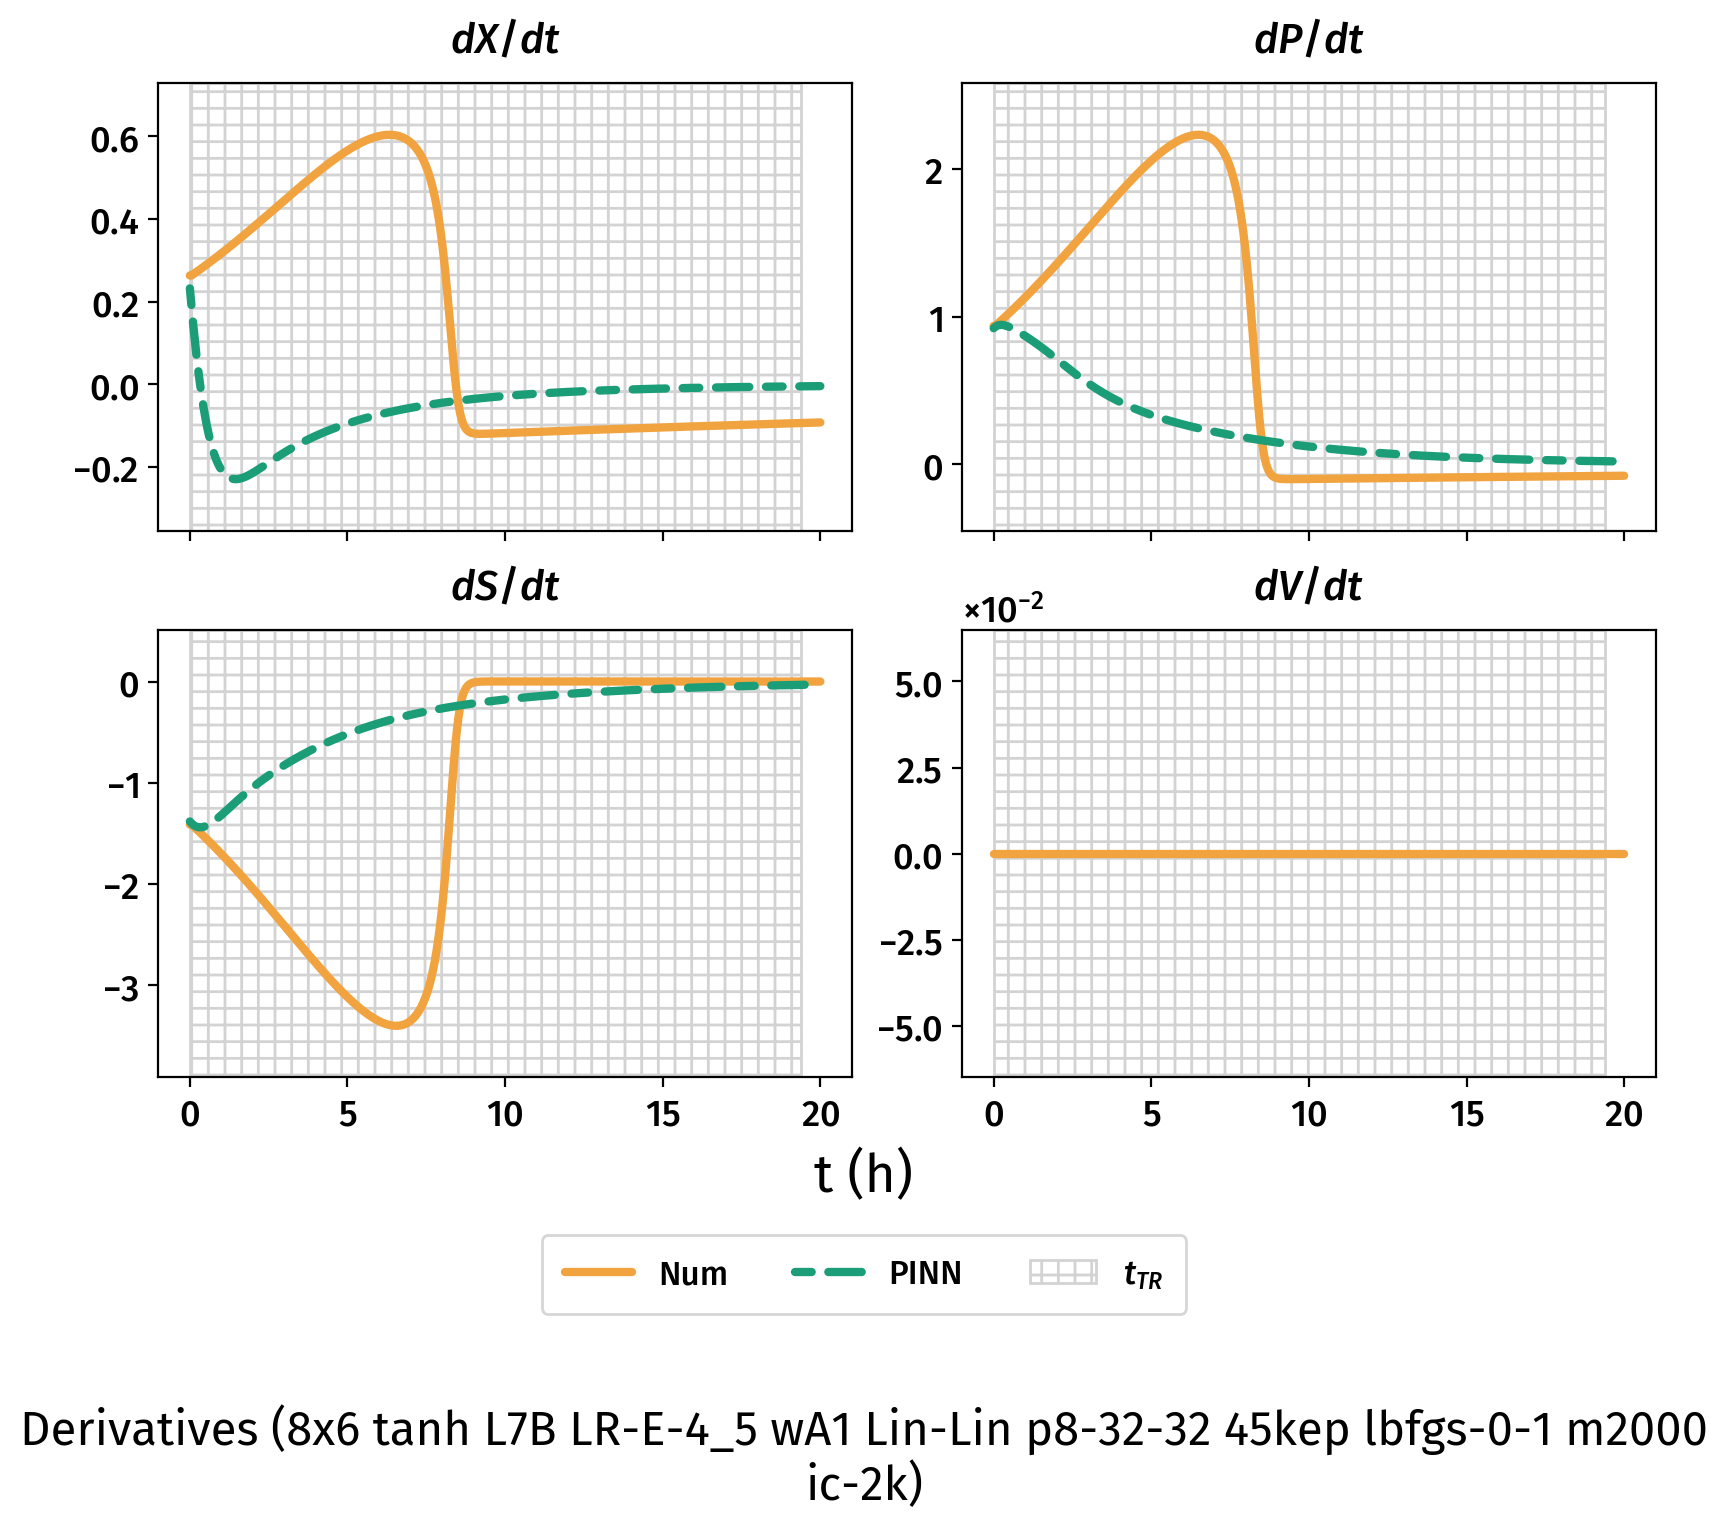 dX/dt
dP/dt
0.6
0.4
0.2
0.0
−0.2
2
1
0
dS/dt
dV/dt
×10⁻²
0
−1
−2
−3
5.0
2.5
0.0
−2.5
−5.0
0 5 10 15 20
0 5 10 15 20
t (h)
Num PINN t_TR
Derivatives (8x6 tanh L7B LR-E-4_5 wA1 Lin-Lin p8-32-32 45kep lbfgs-0-1 m2000
ic-2k)